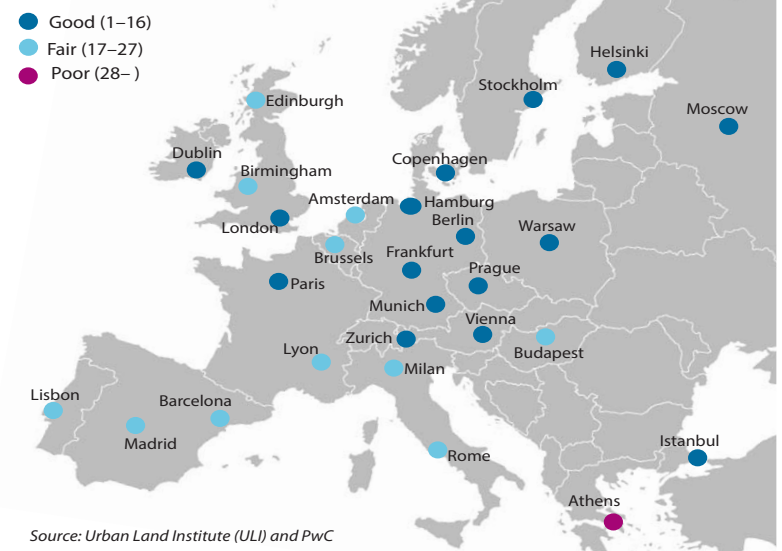 Good (1–16)
Fair (17–27)
Poor (28– )
Helsinki
Stockholm
Moscow
Edinburgh
Dublin
Copenhagen
Birmingham
Amsterdam
Hamburg
London
Berlin
Warsaw
Brussels
Frankfurt
Prague
Paris
Munich
Vienna
Zurich
Lyon
Budapest
Milan
Lisbon
Barcelona
Madrid
Rome
Istanbul
Athens
Source: Urban Land Institute (ULI) and PwC